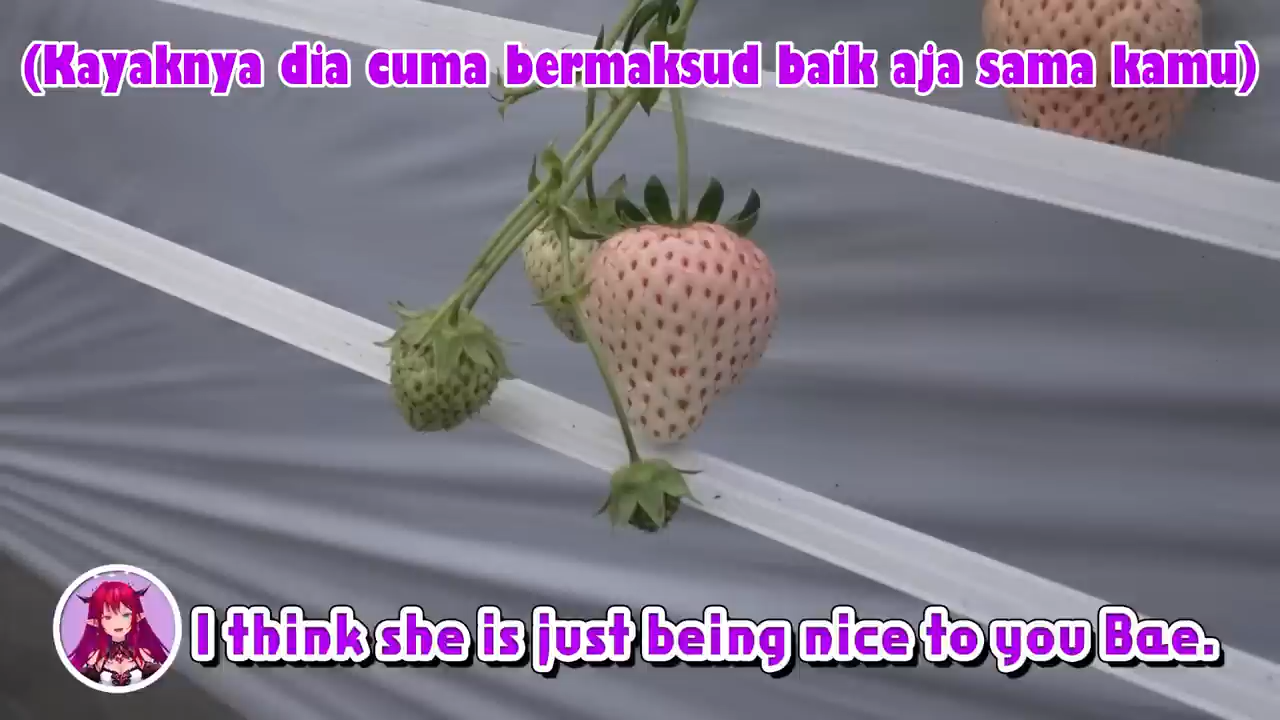 (Kayaknya dia cuma bermaksud baik aja sama kamu)
I think she is just being nice to you Bae.